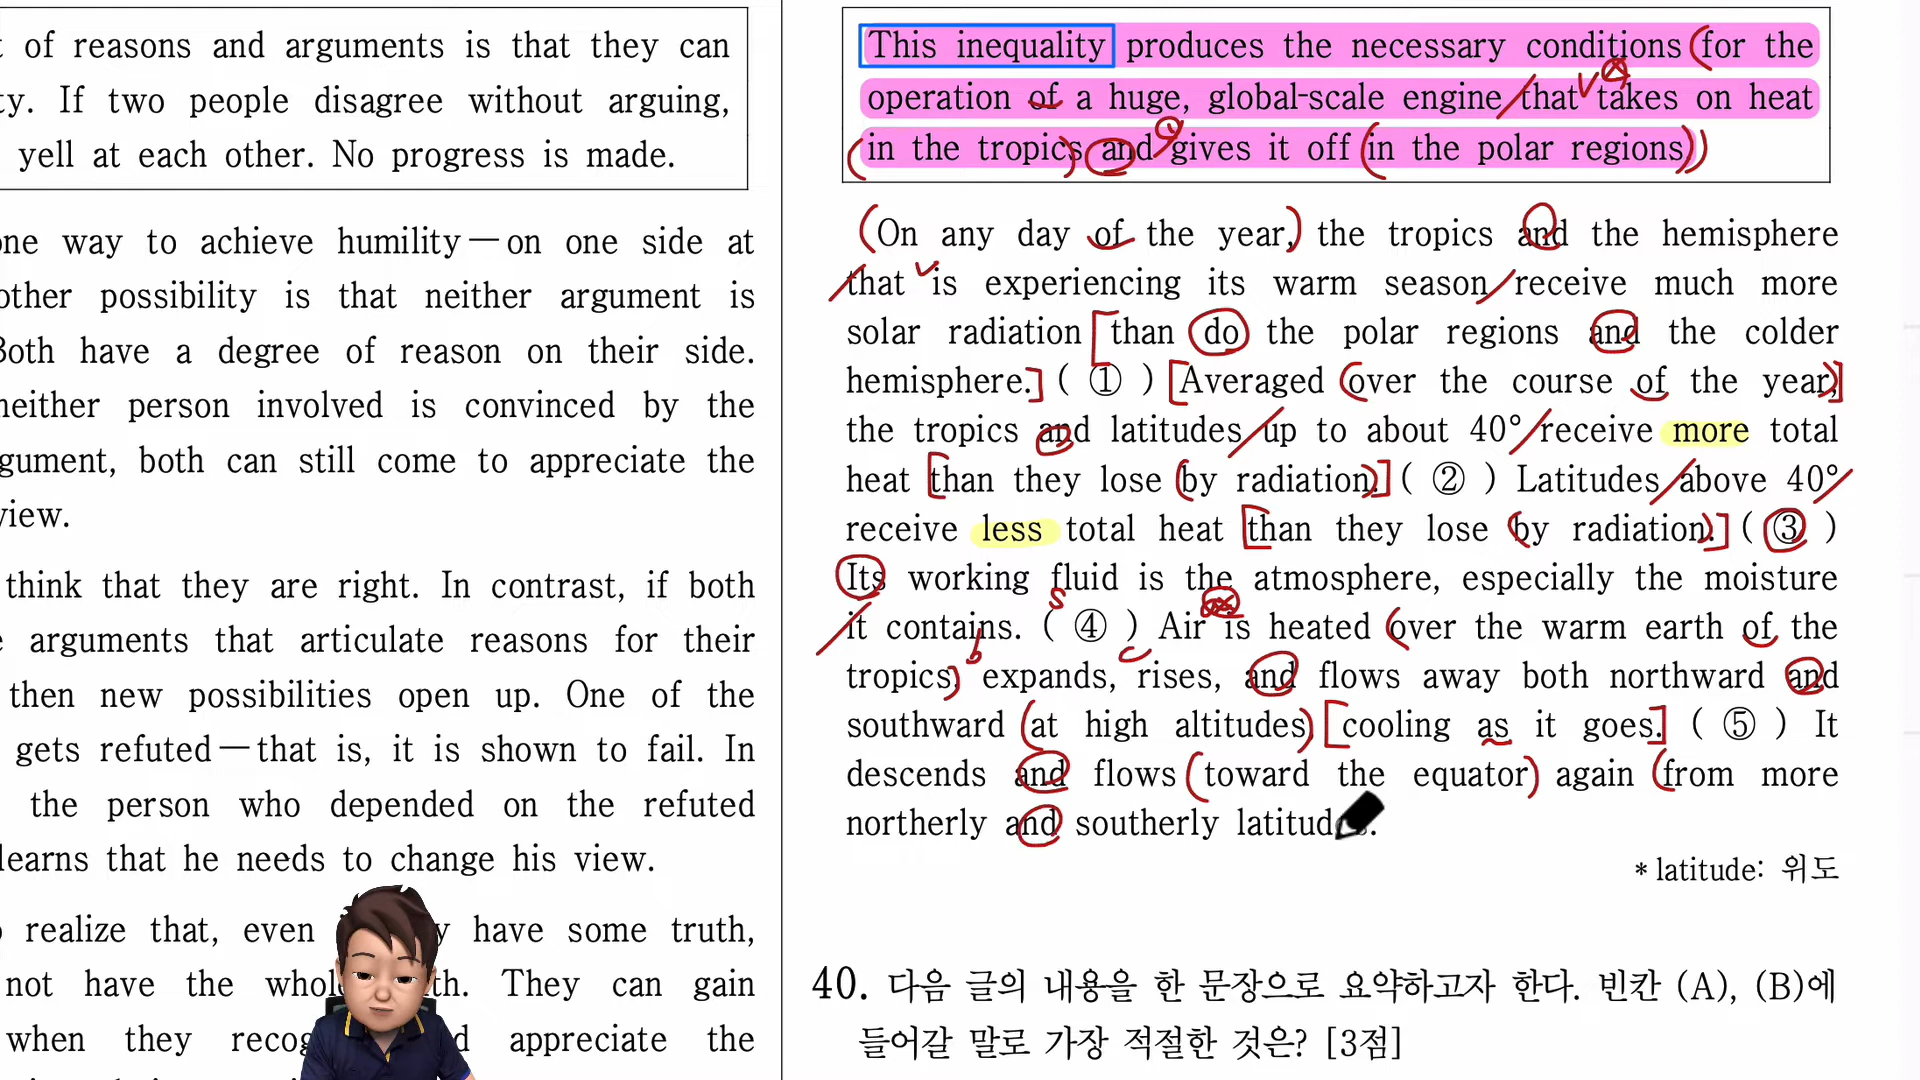 t of reasons and arguments is that they can
ty. If two people disagree without arguing,
yell at each other. No progress is made.
one way to achieve humility—on one side at
other possibility is that neither argument is
Both have a degree of reason on their side.
neither person involved is convinced by the
gument, both can still come to appreciate the
view.
think that they are right. In contrast, if both
e arguments that articulate reasons for their
then new possibilities open up. One of the
gets refuted—that is, it is shown to fail. In
the person who depended on the refuted
learns that he needs to change his view.
o realize that, even y have some truth,
not have the whole th. They can gain
when they recog d appreciate the
This inequality produces the necessary conditions for the
operation of a huge, global-scale engine that takes on heat
in the tropics and gives it off in the polar regions.
On any day of the year, the tropics and the hemisphere
that is experiencing its warm season receive much more
solar radiation than do the polar regions and the colder
hemisphere. ( ① ) Averaged over the course of the year,
the tropics and latitudes up to about 40° receive more total
heat than they lose by radiation. ( ② ) Latitudes above 40°
receive less total heat than they lose by radiation. ( ③ )
Its working fluid is the atmosphere, especially the moisture
it contains. ( ④ ) Air is heated over the warm earth of the
tropics, expands, rises, and flows away both northward and
southward at high altitudes, cooling as it goes. ( ⑤ ) It
descends and flows toward the equator again from more
northerly and southerly latitud .
* latitude: 위도
40. 다음 글의 내용을 한 문장으로 요약하고자 한다. 빈칸 (A), (B)에
들어갈 말로 가장 적절한 것은? [3점]